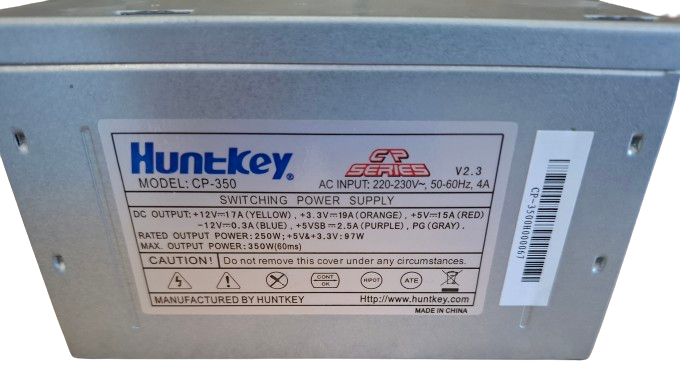 Huntkey®
CP SERIES
V2.3
MODEL: CP-350
AC INPUT: 220-230V~, 50-60Hz, 4A
SWITCHING POWER SUPPLY
DC OUTPUT: +12V⎓17A (YELLOW), +3.3V⎓19A (ORANGE), +5V⎓15A (RED)
-12V⎓0.3A (BLUE), +5VSB⎓2.5A (PURPLE), PG (GRAY).
RATED OUTPUT POWER: 250W; +5V&+3.3V: 97W
MAX. OUTPUT POWER: 350W(60ms)
CAUTION! Do not remove this cover under any circumstances.
CONT.
OK
HIPOT
ATE
MANUFACTURED BY HUNTKEY
Http://www.huntkey.com
MADE IN CHINA